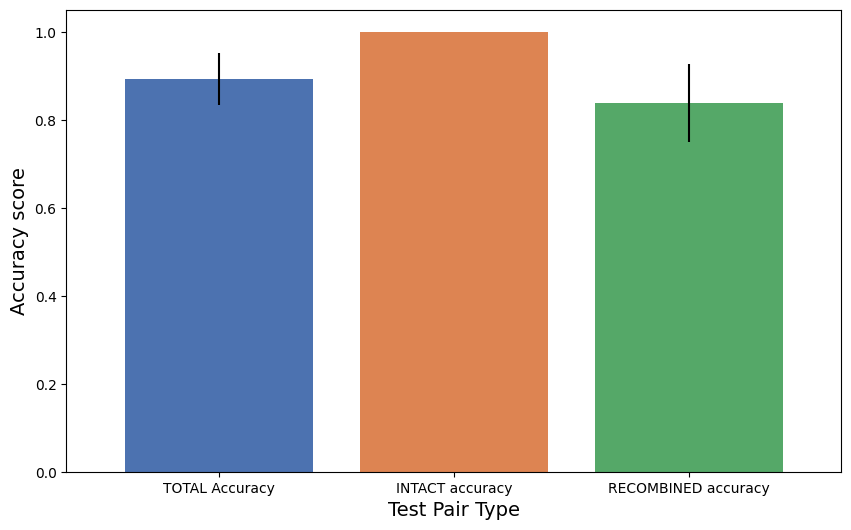 Accuracy score
1.0
0.8
0.6
0.4
0.2
0.0
TOTAL Accuracy
INTACT accuracy
RECOMBINED accuracy
Test Pair Type